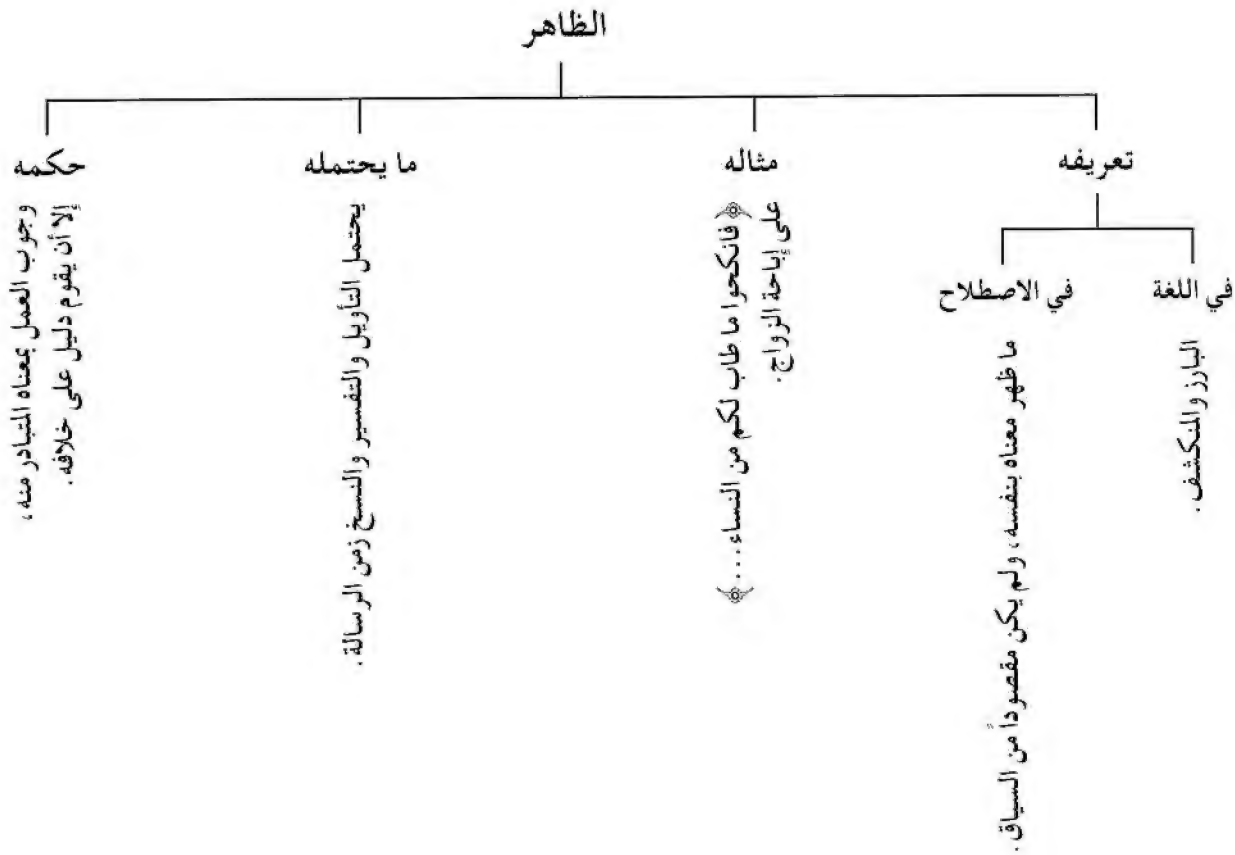 الظاهر
تعريفه
في اللغة
البارز والمنكشف.
في الاصطلاح
ما ظهر معناه بنفسه، ولم يكن مقصوداً من السياق.
مثاله
﴿فانكحوا ما طاب لكم من النساء...﴾
على إباحة الزواج.
ما يحتمله
يحتمل التأويل والتفسير والنسخ زمن الرسالة.
حكمه
وجوب العمل بمعناه المتبادر منه،
إلا أن يقوم دليل على خلافه.